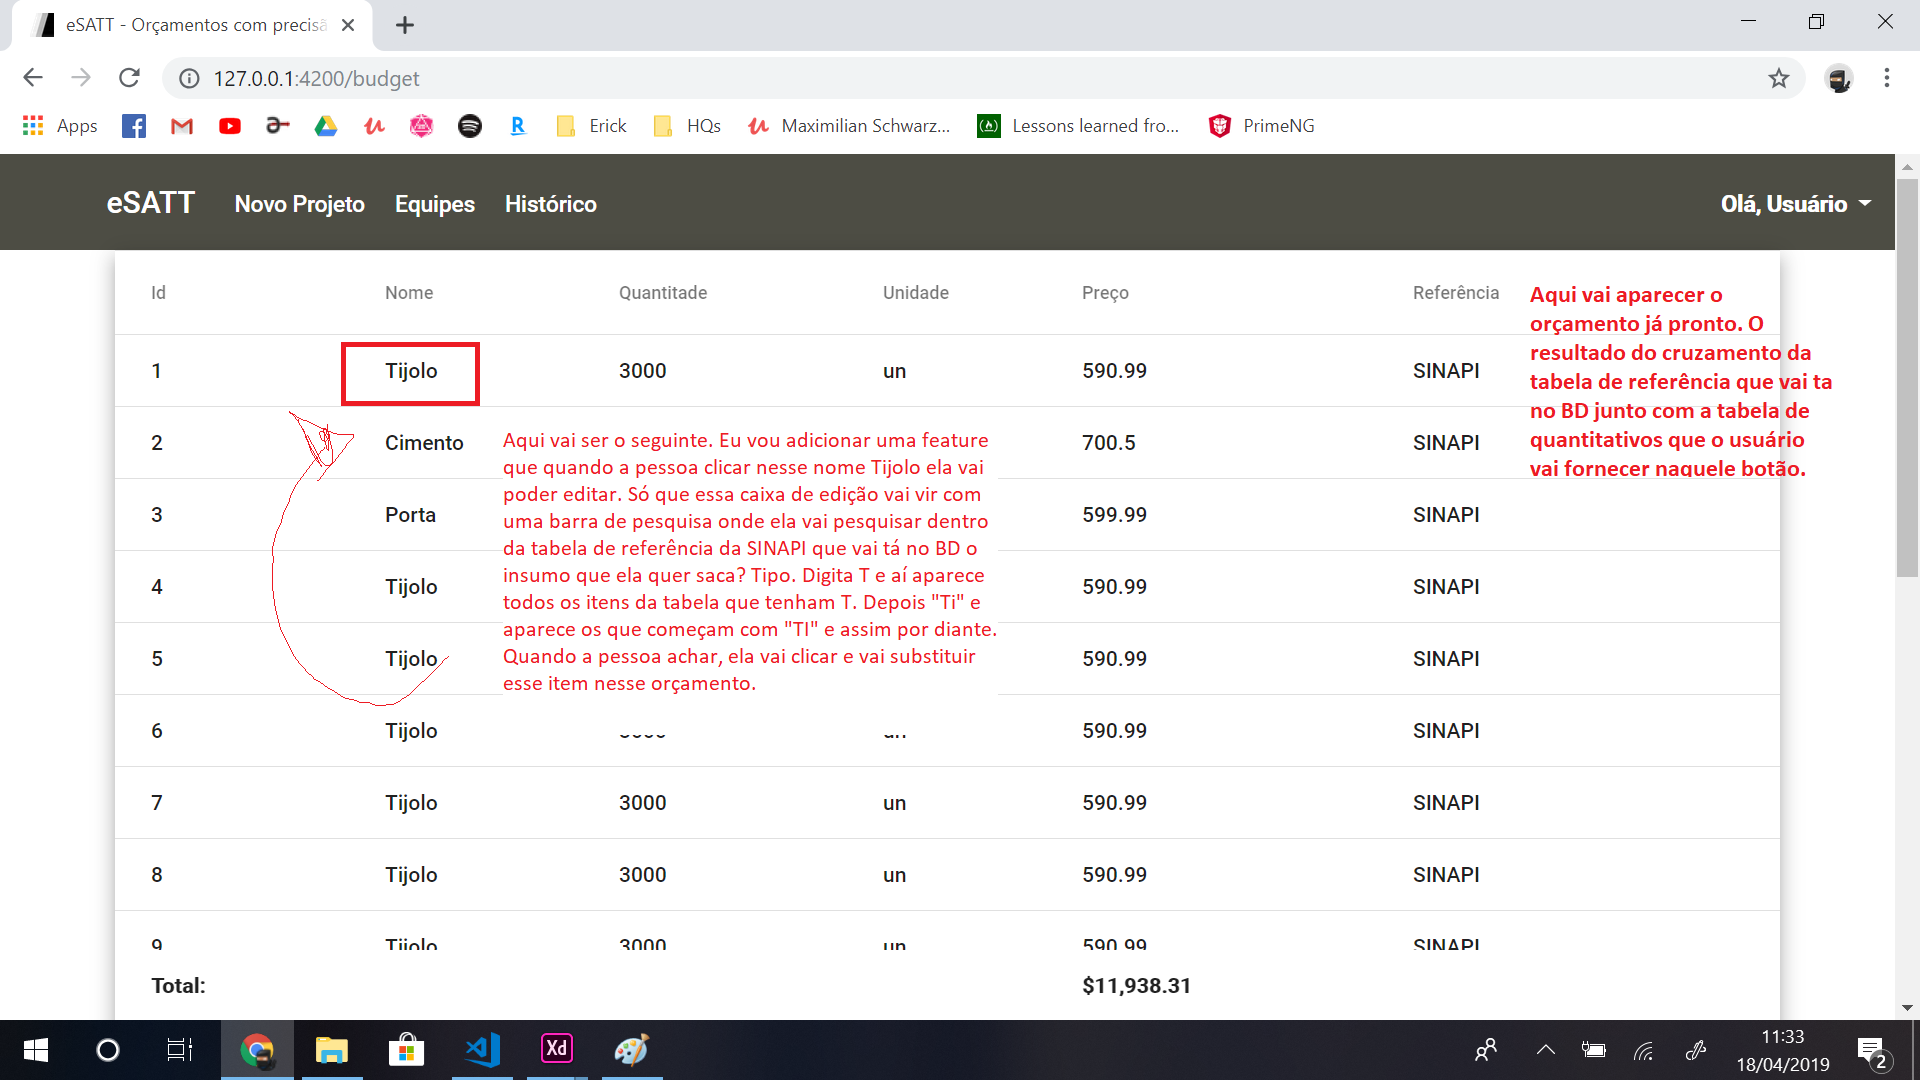 eSATT - Orçamentos com precisã
127.0.0.1:4200/budget
Apps
Erick
HQs
Maximilian Schwarz...
Lessons learned fro...
PrimeNG
eSATT Novo Projeto Equipes Histórico Olá, Usuário
Id Nome Quantitade Unidade Preço Referência
1 Tijolo 3000 un 590.99 SINAPI
2 Cimento 700.5 SINAPI
3 Porta 599.99 SINAPI
4 Tijolo 590.99 SINAPI
5 Tijolo 590.99 SINAPI
6 Tijolo 590.99 SINAPI
7 Tijolo 3000 un 590.99 SINAPI
8 Tijolo 3000 un 590.99 SINAPI
9 Tijolo 3000 un 590.99 SINAPI
Total: $11,938.31
Aqui vai ser o seguinte. Eu vou adicionar uma feature
que quando a pessoa clicar nesse nome Tijolo ela vai
poder editar. Só que essa caixa de edição vai vir com
uma barra de pesquisa onde ela vai pesquisar dentro
da tabela de referência da SINAPI que vai tá no BD o
insumo que ela quer saca? Tipo. Digita T e aí aparece
todos os itens da tabela que tenham T. Depois "Ti" e
aparece os que começam com "TI" e assim por diante.
Quando a pessoa achar, ela vai clicar e vai substituir
esse item nesse orçamento.
Aqui vai aparecer o
orçamento já pronto. O
resultado do cruzamento da
tabela de referência que vai ta
no BD junto com a tabela de
quantitativos que o usuário
vai fornecer naquele botão.
Xd
11:33
18/04/2019
2